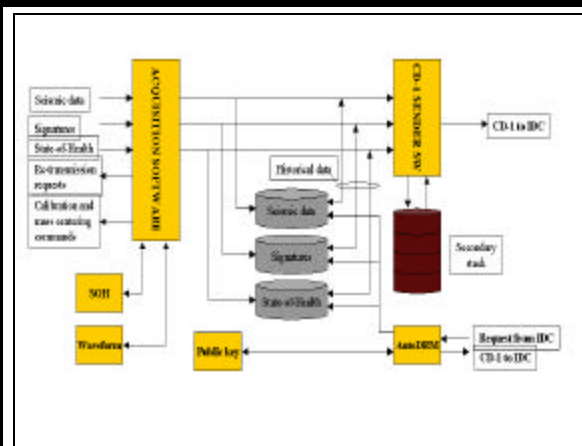 Seismic data
Signatures
State-of-Health
Re-transmission
requests
Calibration and
mass centering
commands
ACQUISITION SOFTWARE
SOH
Waveform
Historical data
Seismic data
Signatures
State-of-Health
Public key
CD-1 SENDER SW
CD-1 to IDC
Secondary
stack
AutoDRM
Request from IDC
CD-1 to IDC